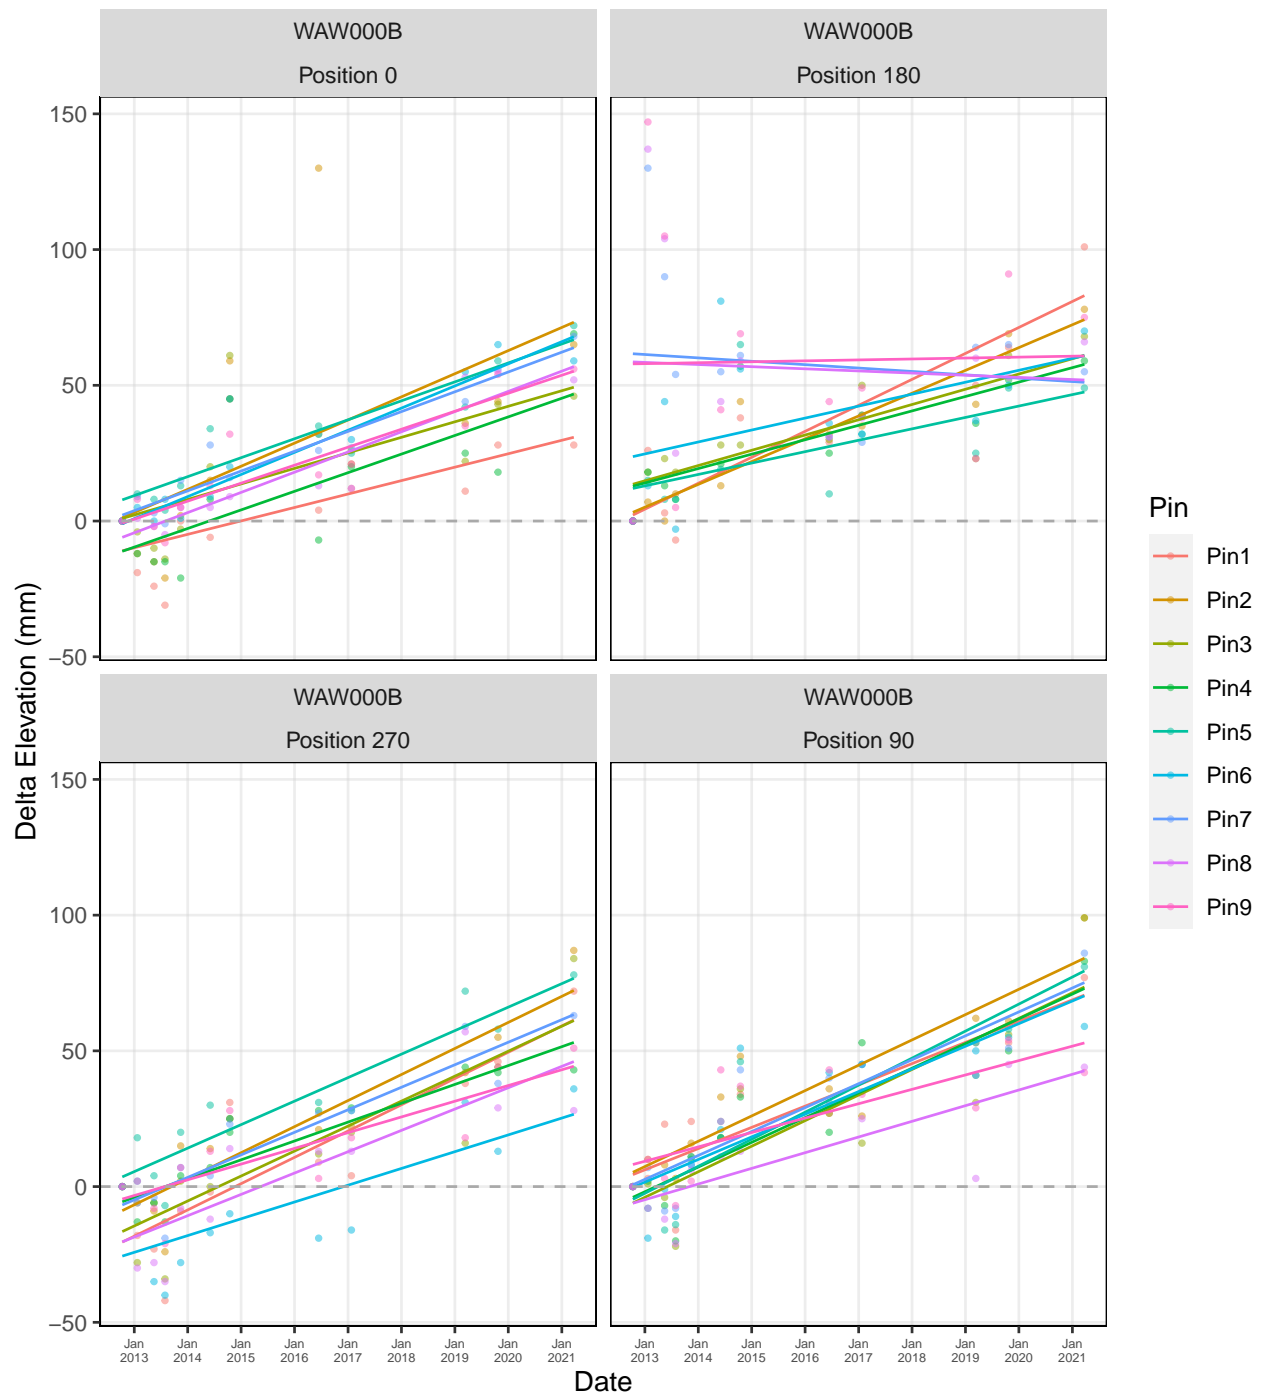 WAW000B
Position 0
WAW000B
Position 180
150
100
50
0
−50
WAW000B
Position 270
WAW000B
Position 90
150
100
50
0
−50
Jan 2013
Jan 2014
Jan 2015
Jan 2016
Jan 2017
Jan 2018
Jan 2019
Jan 2020
Jan 2021
Jan 2013
Jan 2014
Jan 2015
Jan 2016
Jan 2017
Jan 2018
Jan 2019
Jan 2020
Jan 2021
Date
Delta Elevation (mm)
Pin
Pin1
Pin2
Pin3
Pin4
Pin5
Pin6
Pin7
Pin8
Pin9